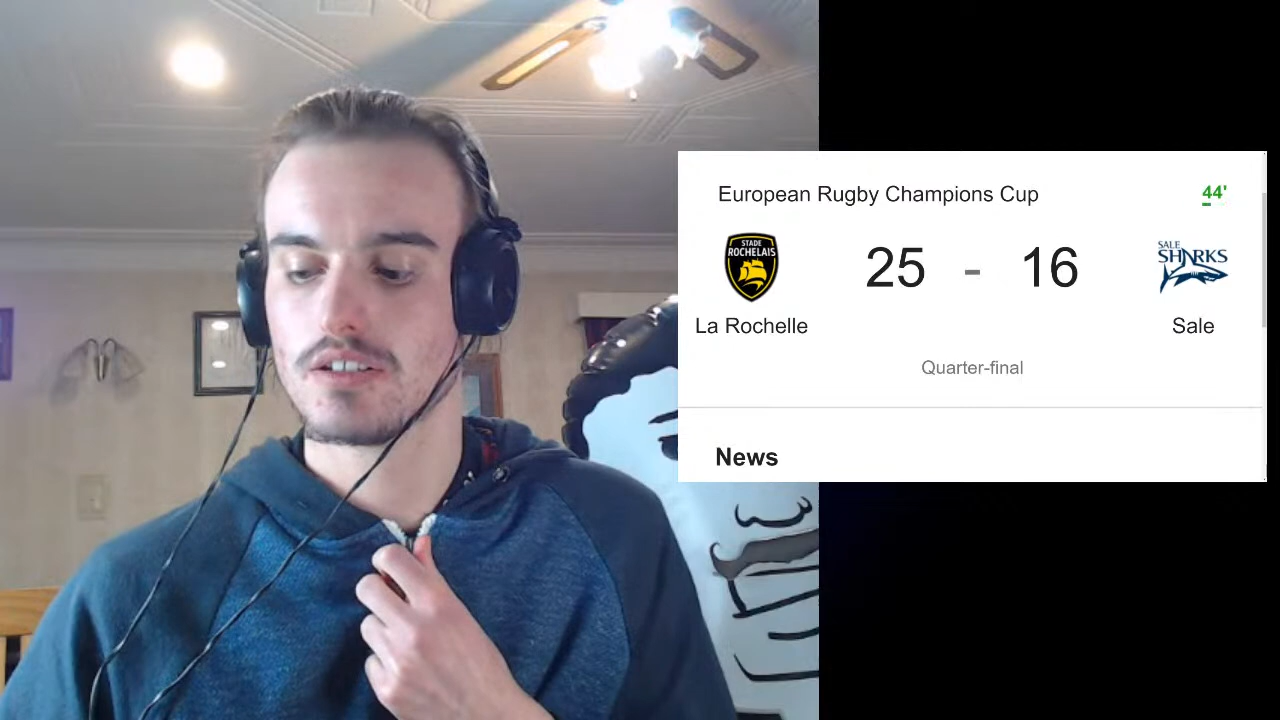 European Rugby Champions Cup
44'
STADE
ROCHELAIS
25 - 16
SALE
SHARKS
La Rochelle
Sale
Quarter-final
News